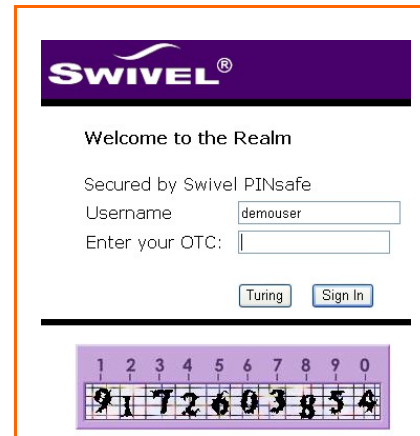 SWIVEL®
Welcome to the Realm
Secured by Swivel PINsafe
Username demouser
Enter your OTC:
Turing Sign In
1 2 3 4 5 6 7 8 9 0
9 1 7 2 6 0 3 8 5 4